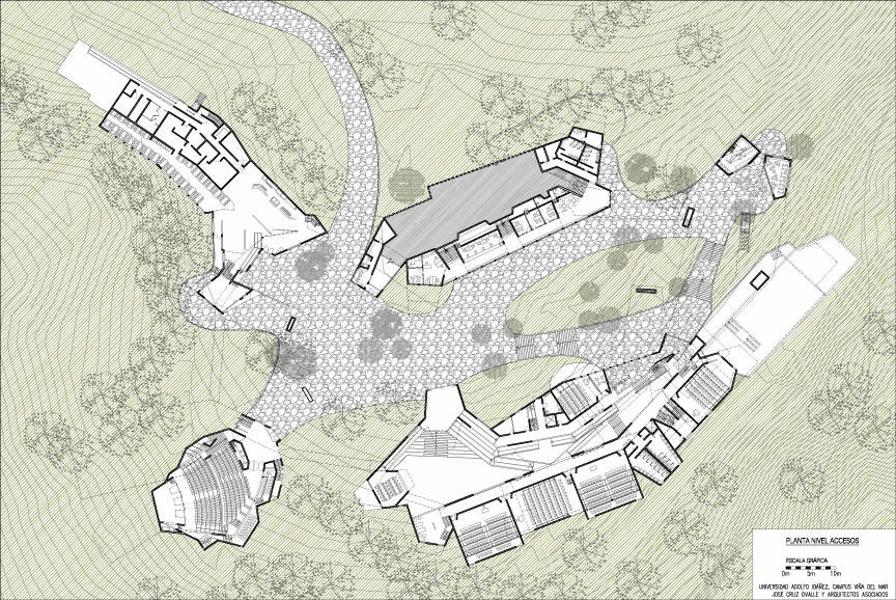 PLANTA NIVEL ACCESOS
ESCALA GRÁFICA
0m 5m 10m
UNIVERSIDAD ADOLFO IBÁÑEZ, CAMPUS VIÑA DEL MAR
JOSÉ CRUZ OVALLE Y ARQUITECTOS ASOCIADOS